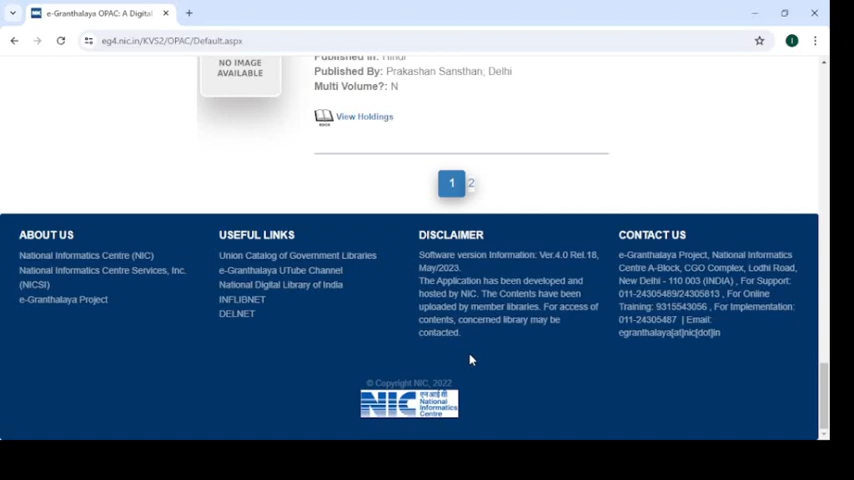 e-Granthalaya OPAC: A Digital
eg4.nic.in/KVS2/OPAC/Default.aspx
I
NO IMAGE
AVAILABLE
Published In: Hindi
Published By: Prakashan Sansthan, Delhi
Multi Volume?: N
BOOK
View Holdings
1 2
ABOUT US
National Informatics Centre (NIC)
National Informatics Centre Services, Inc.
(NICSI)
e-Granthalaya Project
USEFUL LINKS
Union Catalog of Government Libraries
e-Granthalaya UTube Channel
National Digital Library of India
INFLIBNET
DELNET
DISCLAIMER
Software version Information: Ver.4.0 Rel.18,
May/2023.
The Application has been developed and
hosted by NIC. The Contents have been
uploaded by member libraries. For access of
contents, concerned library may be
contacted.
CONTACT US
e-Granthalaya Project, National Informatics
Centre A-Block, CGO Complex, Lodhi Road,
New Delhi - 110 003 (INDIA) , For Support:
011-24305489/24305813 , For Online
Training: 9315543056 , For Implementation:
011-24305487 | Email:
egranthalaya[at]nic[dot]in
© Copyright NIC, 2022
NIC
एन आई सी
National
Informatics
Centre